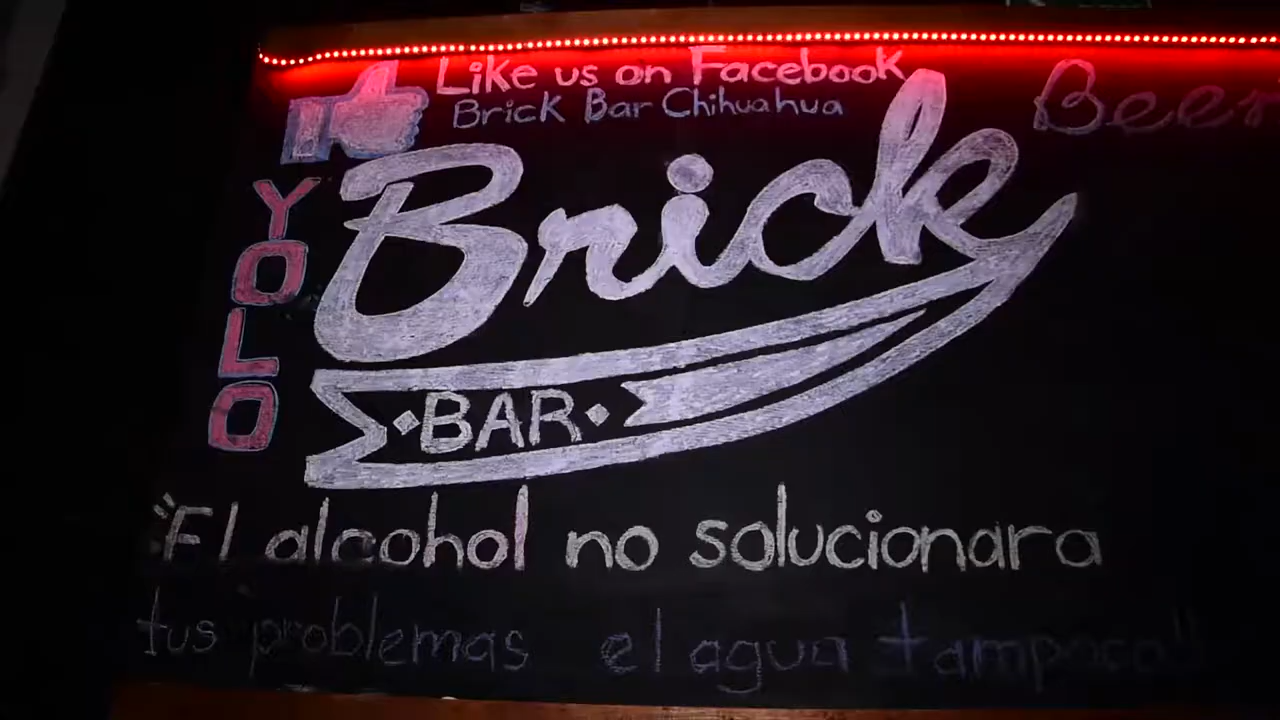 Like us on Facebook
Brick Bar Chihuahua
Beer
YOLO
Brick
BAR
"El alcohol no solucionara
tus problemas el agua tampoco"